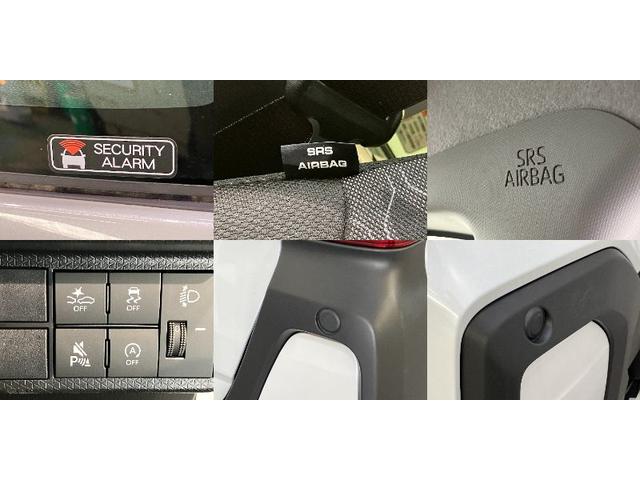 SECURITY
ALARM
SRS
AIRBAG
SRS
AIRBAG
OFF
OFF
P
OFF